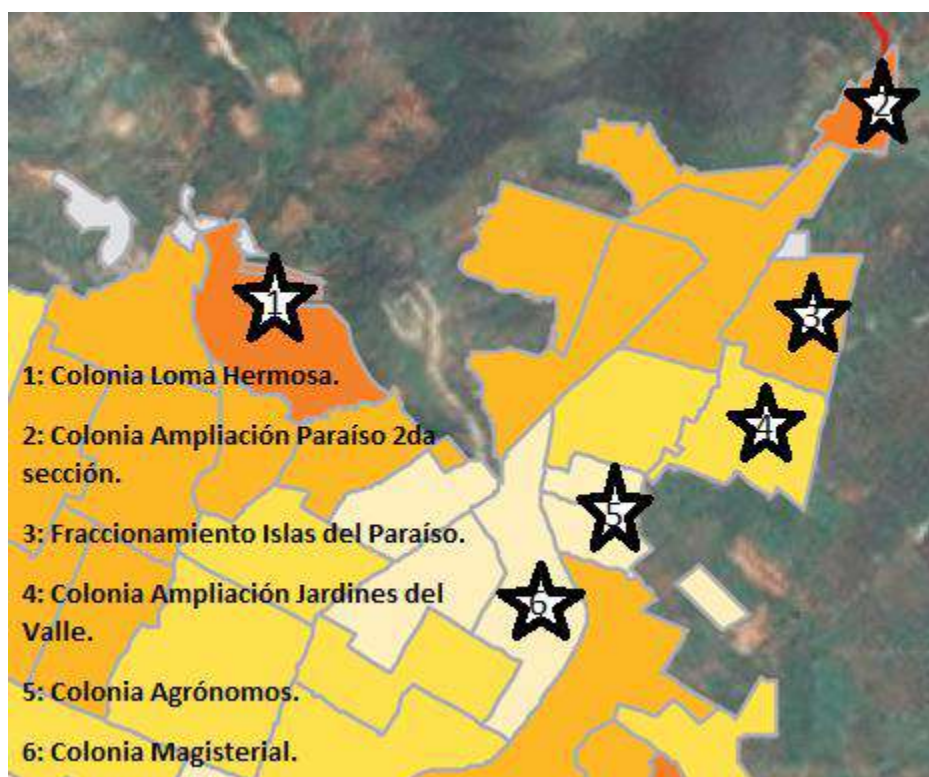 2
1
3
1: Colonia Loma Hermosa.
4
2: Colonia Ampliación Paraíso 2da
sección.
5
3: Fraccionamiento Islas del Paraíso.
4: Colonia Ampliación Jardines del
Valle.
6
5: Colonia Agrónomos.
6: Colonia Magisterial.